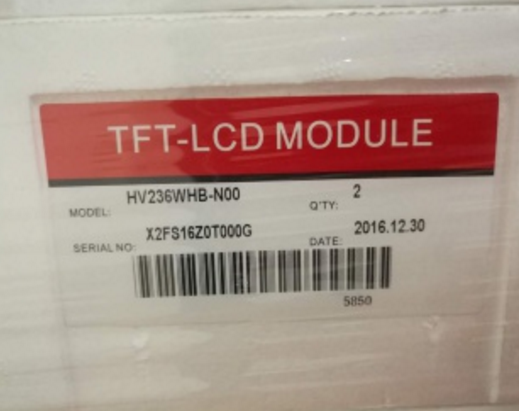 TFT-LCD MODULE
MODEL: HV236WHB-N00 Q'TY: 2
SERIAL NO: X2FS16Z0T000G DATE: 2016.12.30
5850